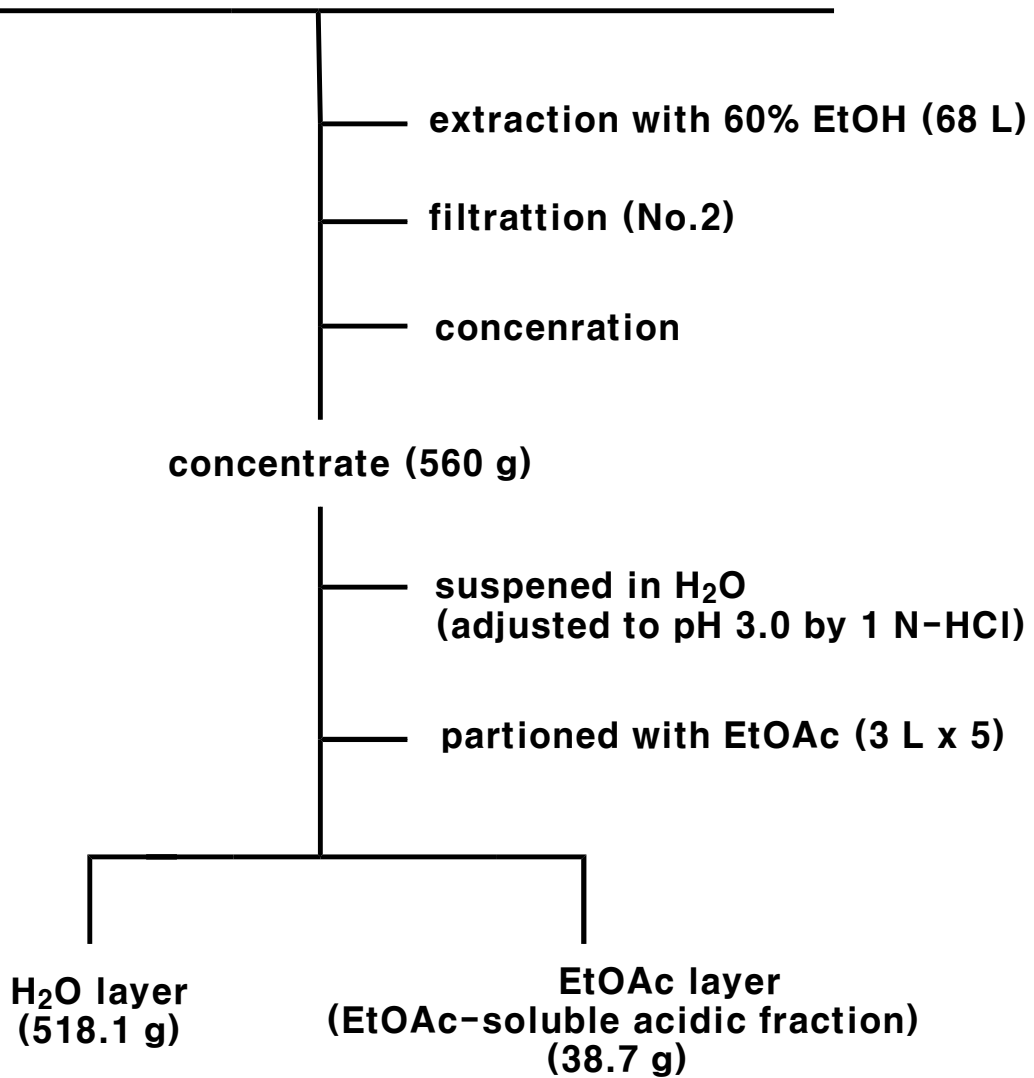 extraction with 60% EtOH (68 L)
filtrattion (No.2)
concenration
concentrate (560 g)
suspened in H₂O
(adjusted to pH 3.0 by 1 N-HCl)
partioned with EtOAc (3 L x 5)
H₂O layer
(518.1 g)
EtOAc layer
(EtOAc-soluble acidic fraction)
(38.7 g)